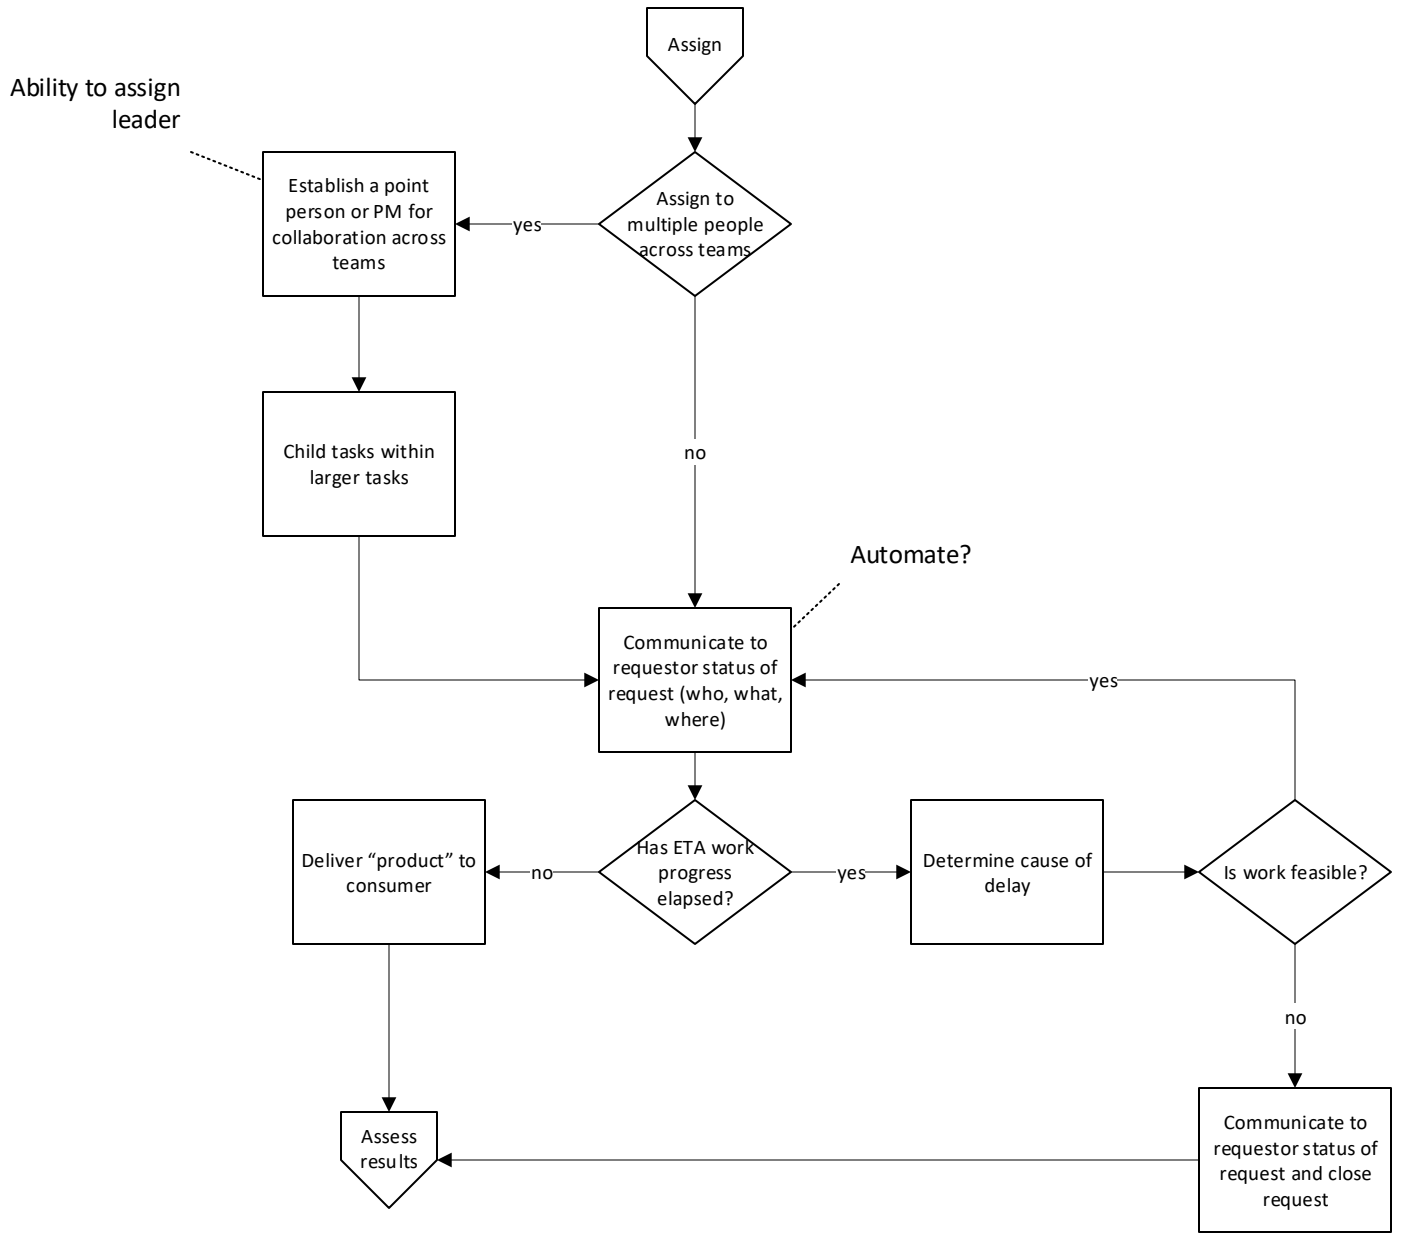 Assign
Ability to assign
leader
Establish a point
person or PM for
collaboration across
teams
yes
Assign to
multiple people
across teams
Child tasks within
larger tasks
no
Automate?
Communicate to
requestor status of
request (who, what,
where)
yes
Deliver “product” to
consumer
no
Has ETA work
progress
elapsed?
yes
Determine cause of
delay
Is work feasible?
no
Assess
results
Communicate to
requestor status of
request and close
request